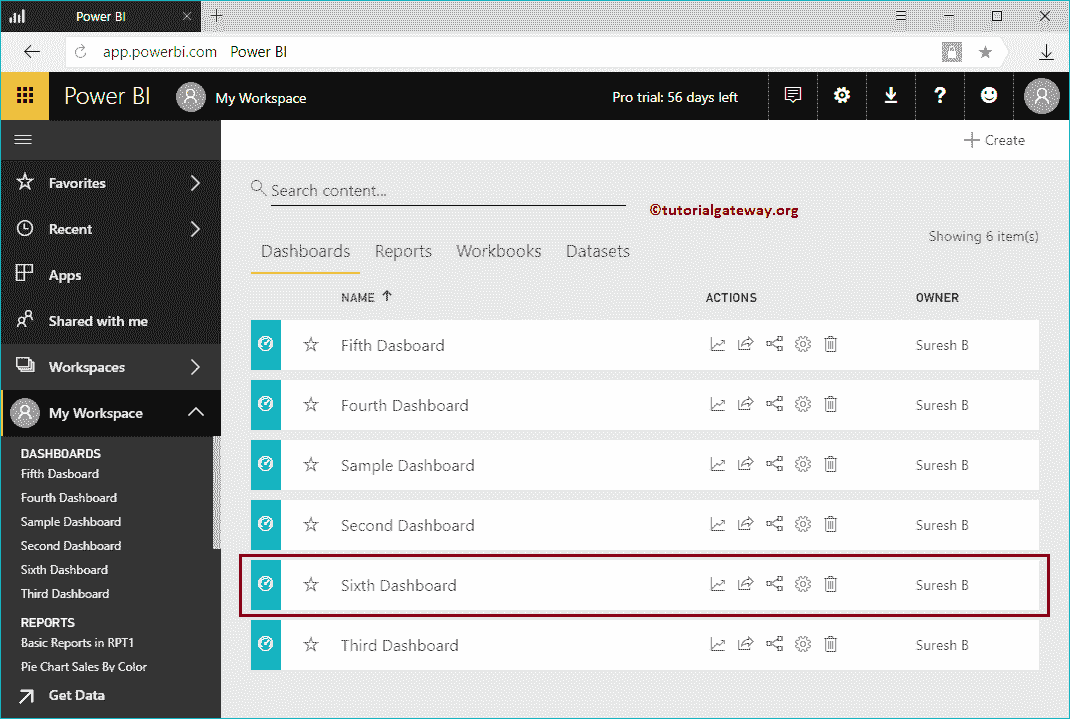 Power BI
app.powerbi.com Power BI
Power BI My Workspace Pro trial: 56 days left ?
Create
Favorites
Recent
Apps
Shared with me
Workspaces
My Workspace
DASHBOARDS
Fifth Dasboard
Fourth Dashboard
Sample Dashboard
Second Dashboard
Sixth Dashboard
Third Dashboard
REPORTS
Basic Reports in RPT1
Pie Chart Sales By Color
Get Data
Search content...
©tutorialgateway.org
Showing 6 item(s)
Dashboards Reports Workbooks Datasets
NAME ACTIONS OWNER
Fifth Dasboard Suresh B
Fourth Dashboard Suresh B
Sample Dashboard Suresh B
Second Dashboard Suresh B
Sixth Dashboard Suresh B
Third Dashboard Suresh B